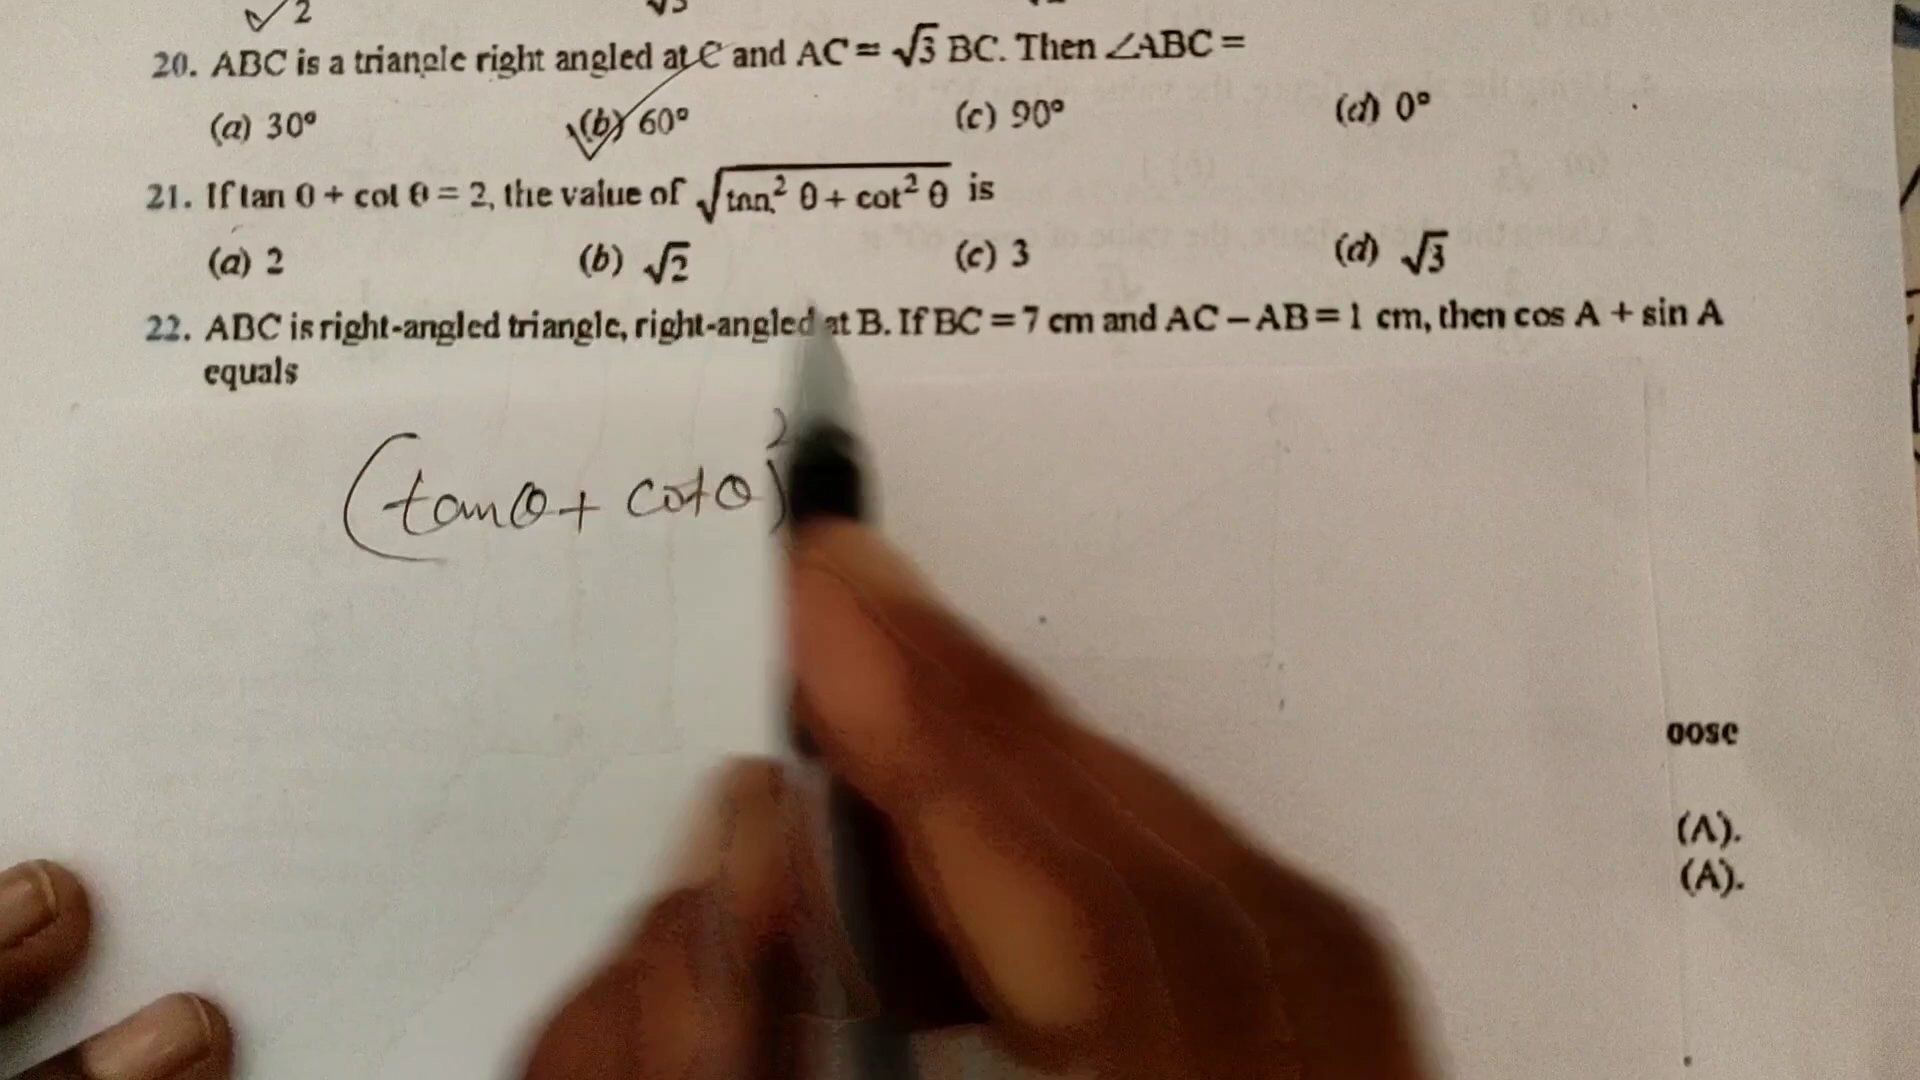 √2
√3
20. ABC is a triangle right angled at C and AC = √3 BC. Then ∠ABC =
(a) 30° (b) 60° (c) 90° (d) 0°
21. If tan θ + cot θ = 2, the value of √tan² θ + cot² θ is
(a) 2 (b) √2 (c) 3 (d) √3
22. ABC is right-angled triangle, right-angled at B. If BC = 7 cm and AC – AB = 1 cm, then cos A + sin A
equals
(tanθ + cotθ)²
oose
(A).
(A).